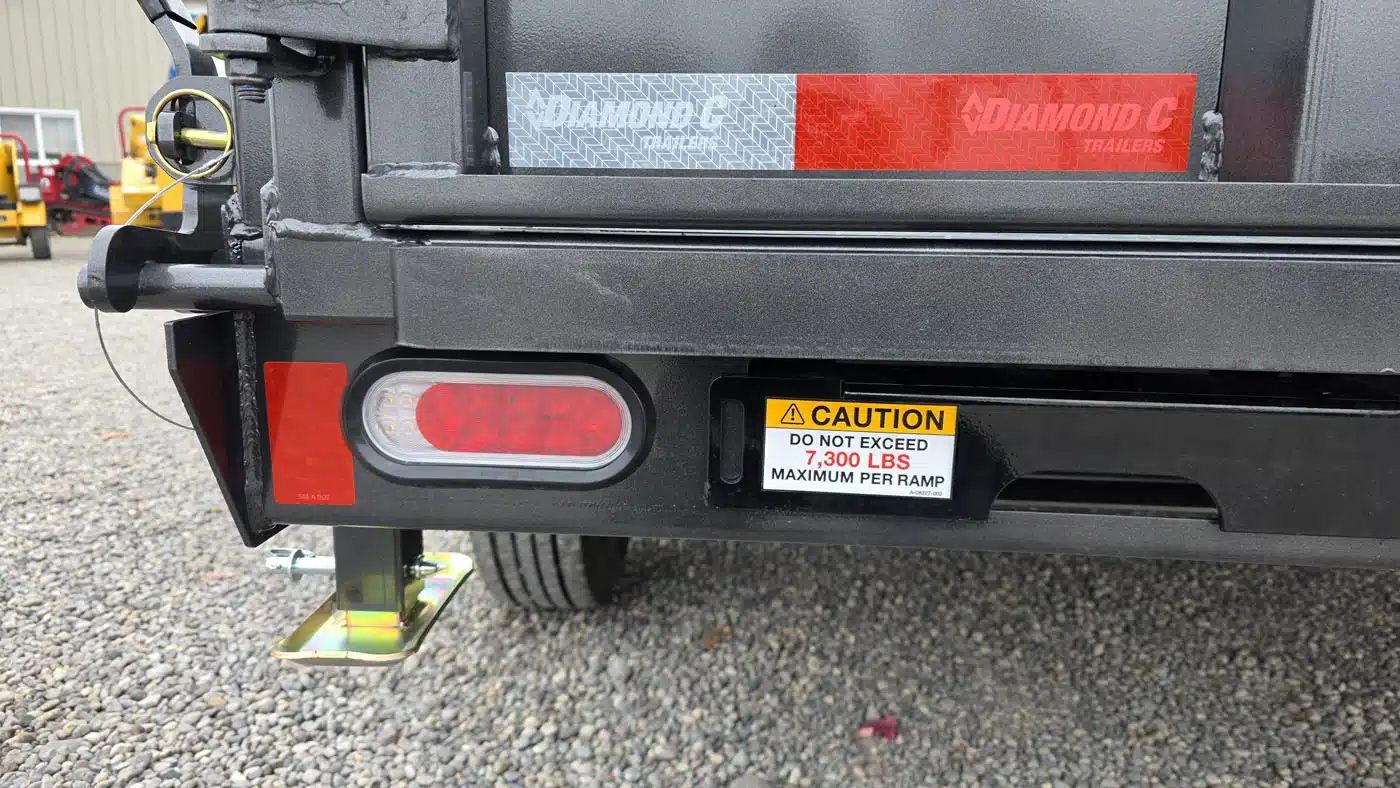 DIAMOND C
TRAILERS
DIAMOND C
TRAILERS
CAUTION
DO NOT EXCEED
7,300 LBS
MAXIMUM PER RAMP